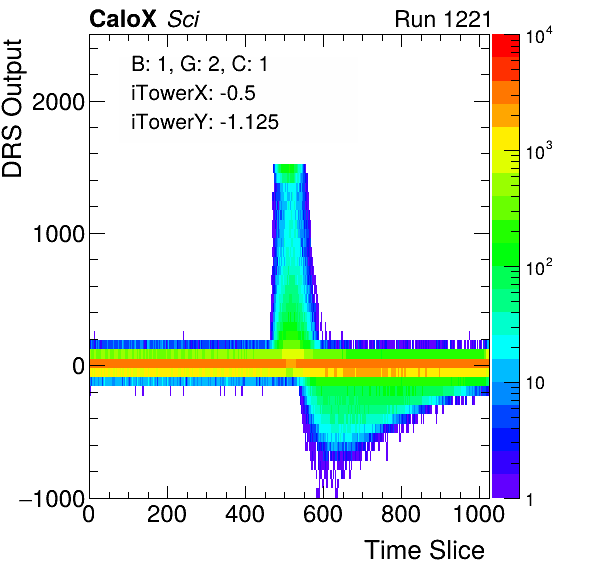 CaloX Sci Run 1221
B: 1, G: 2, C: 1
iTowerX: -0.5
iTowerY: -1.125
DRS Output
2000
1000
0
−1000
0 200 400 600 800 1000
Time Slice
10^4
10^3
10^2
10
1